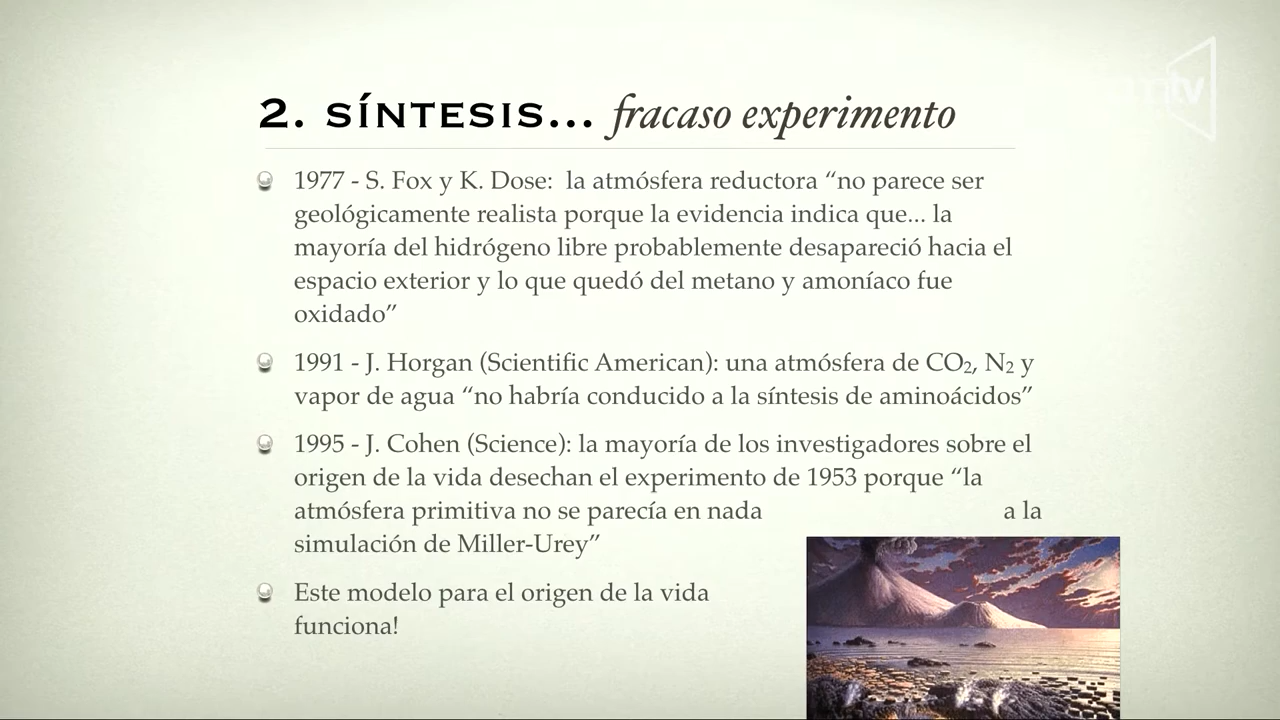 2. SÍNTESIS... fracaso experimento
1977 - S. Fox y K. Dose: la atmósfera reductora “no parece ser
geológicamente realista porque la evidencia indica que... la
mayoría del hidrógeno libre probablemente desapareció hacia el
espacio exterior y lo que quedó del metano y amoníaco fue
oxidado”
1991 - J. Horgan (Scientific American): una atmósfera de CO₂, N₂ y
vapor de agua “no habría conducido a la síntesis de aminoácidos”
1995 - J. Cohen (Science): la mayoría de los investigadores sobre el
origen de la vida desechan el experimento de 1953 porque “la
atmósfera primitiva no se parecía en nada a la
simulación de Miller-Urey”
Este modelo para el origen de la vida
funciona!